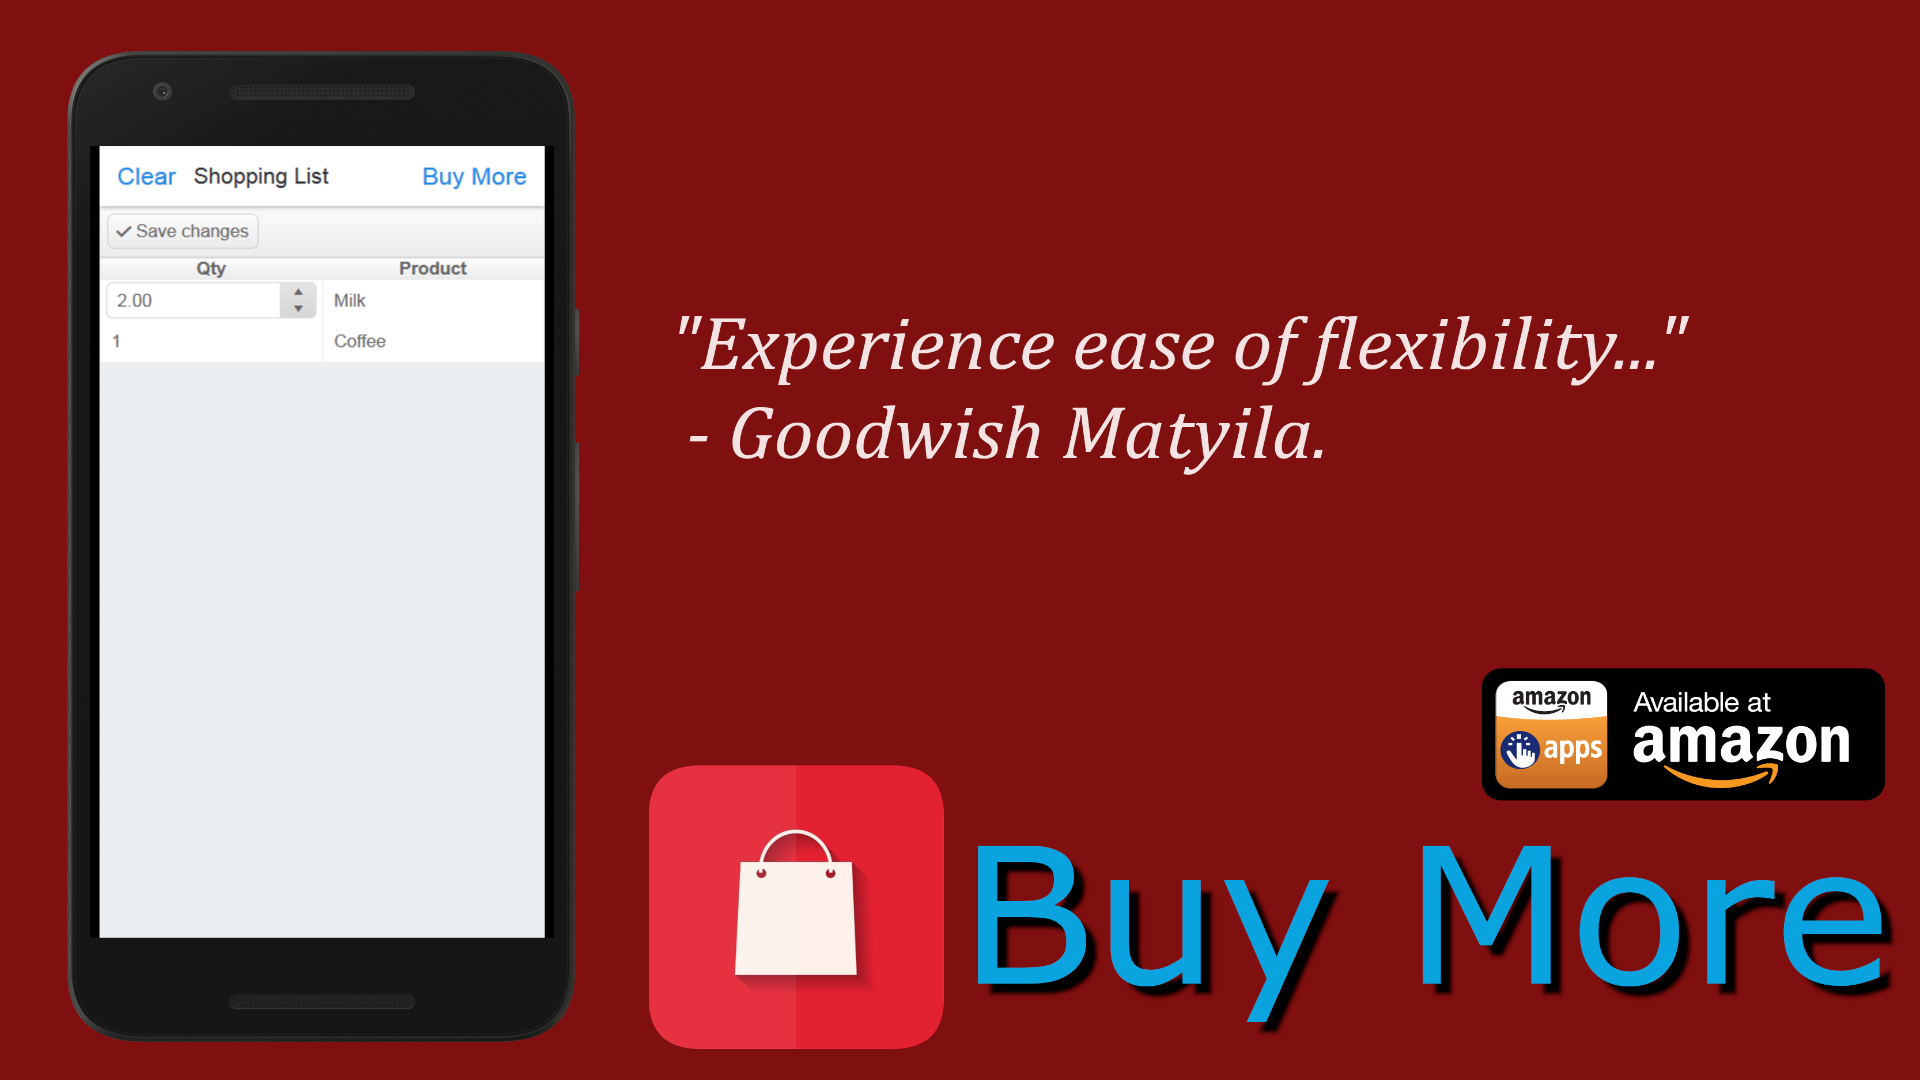 Clear Shopping List Buy More
Save changes
Qty Product
2.00 Milk
1 Coffee
"Experience ease of flexibility..."
- Goodwish Matyila.
amazon
apps
Available at
amazon
Buy More